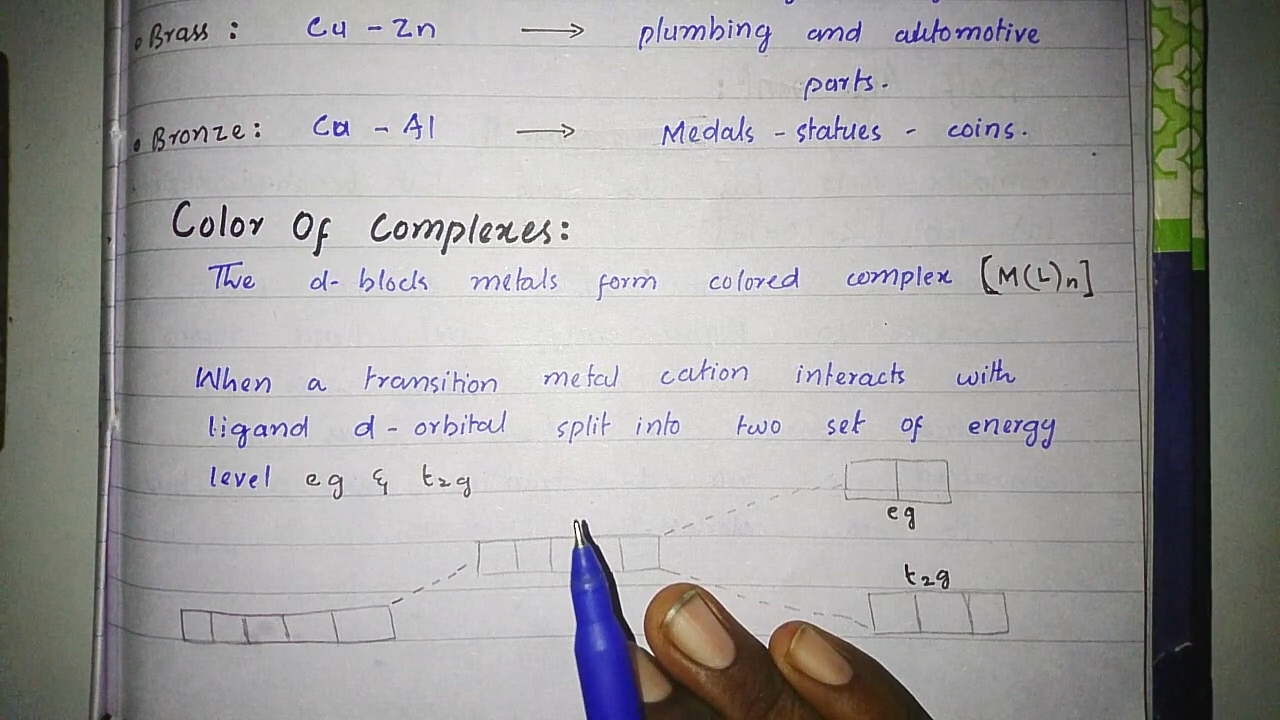 • Brass : Cu - Zn → plumbing and automotive
parts.
• Bronze : Cu - Al → Medals - statues - coins.
Color Of Complexes:
The d- block metals form colored complex [M(L)n]
When a transition metal cation interacts with
ligand d - orbital split into two set of energy
level eg & t2g
eg
t2g